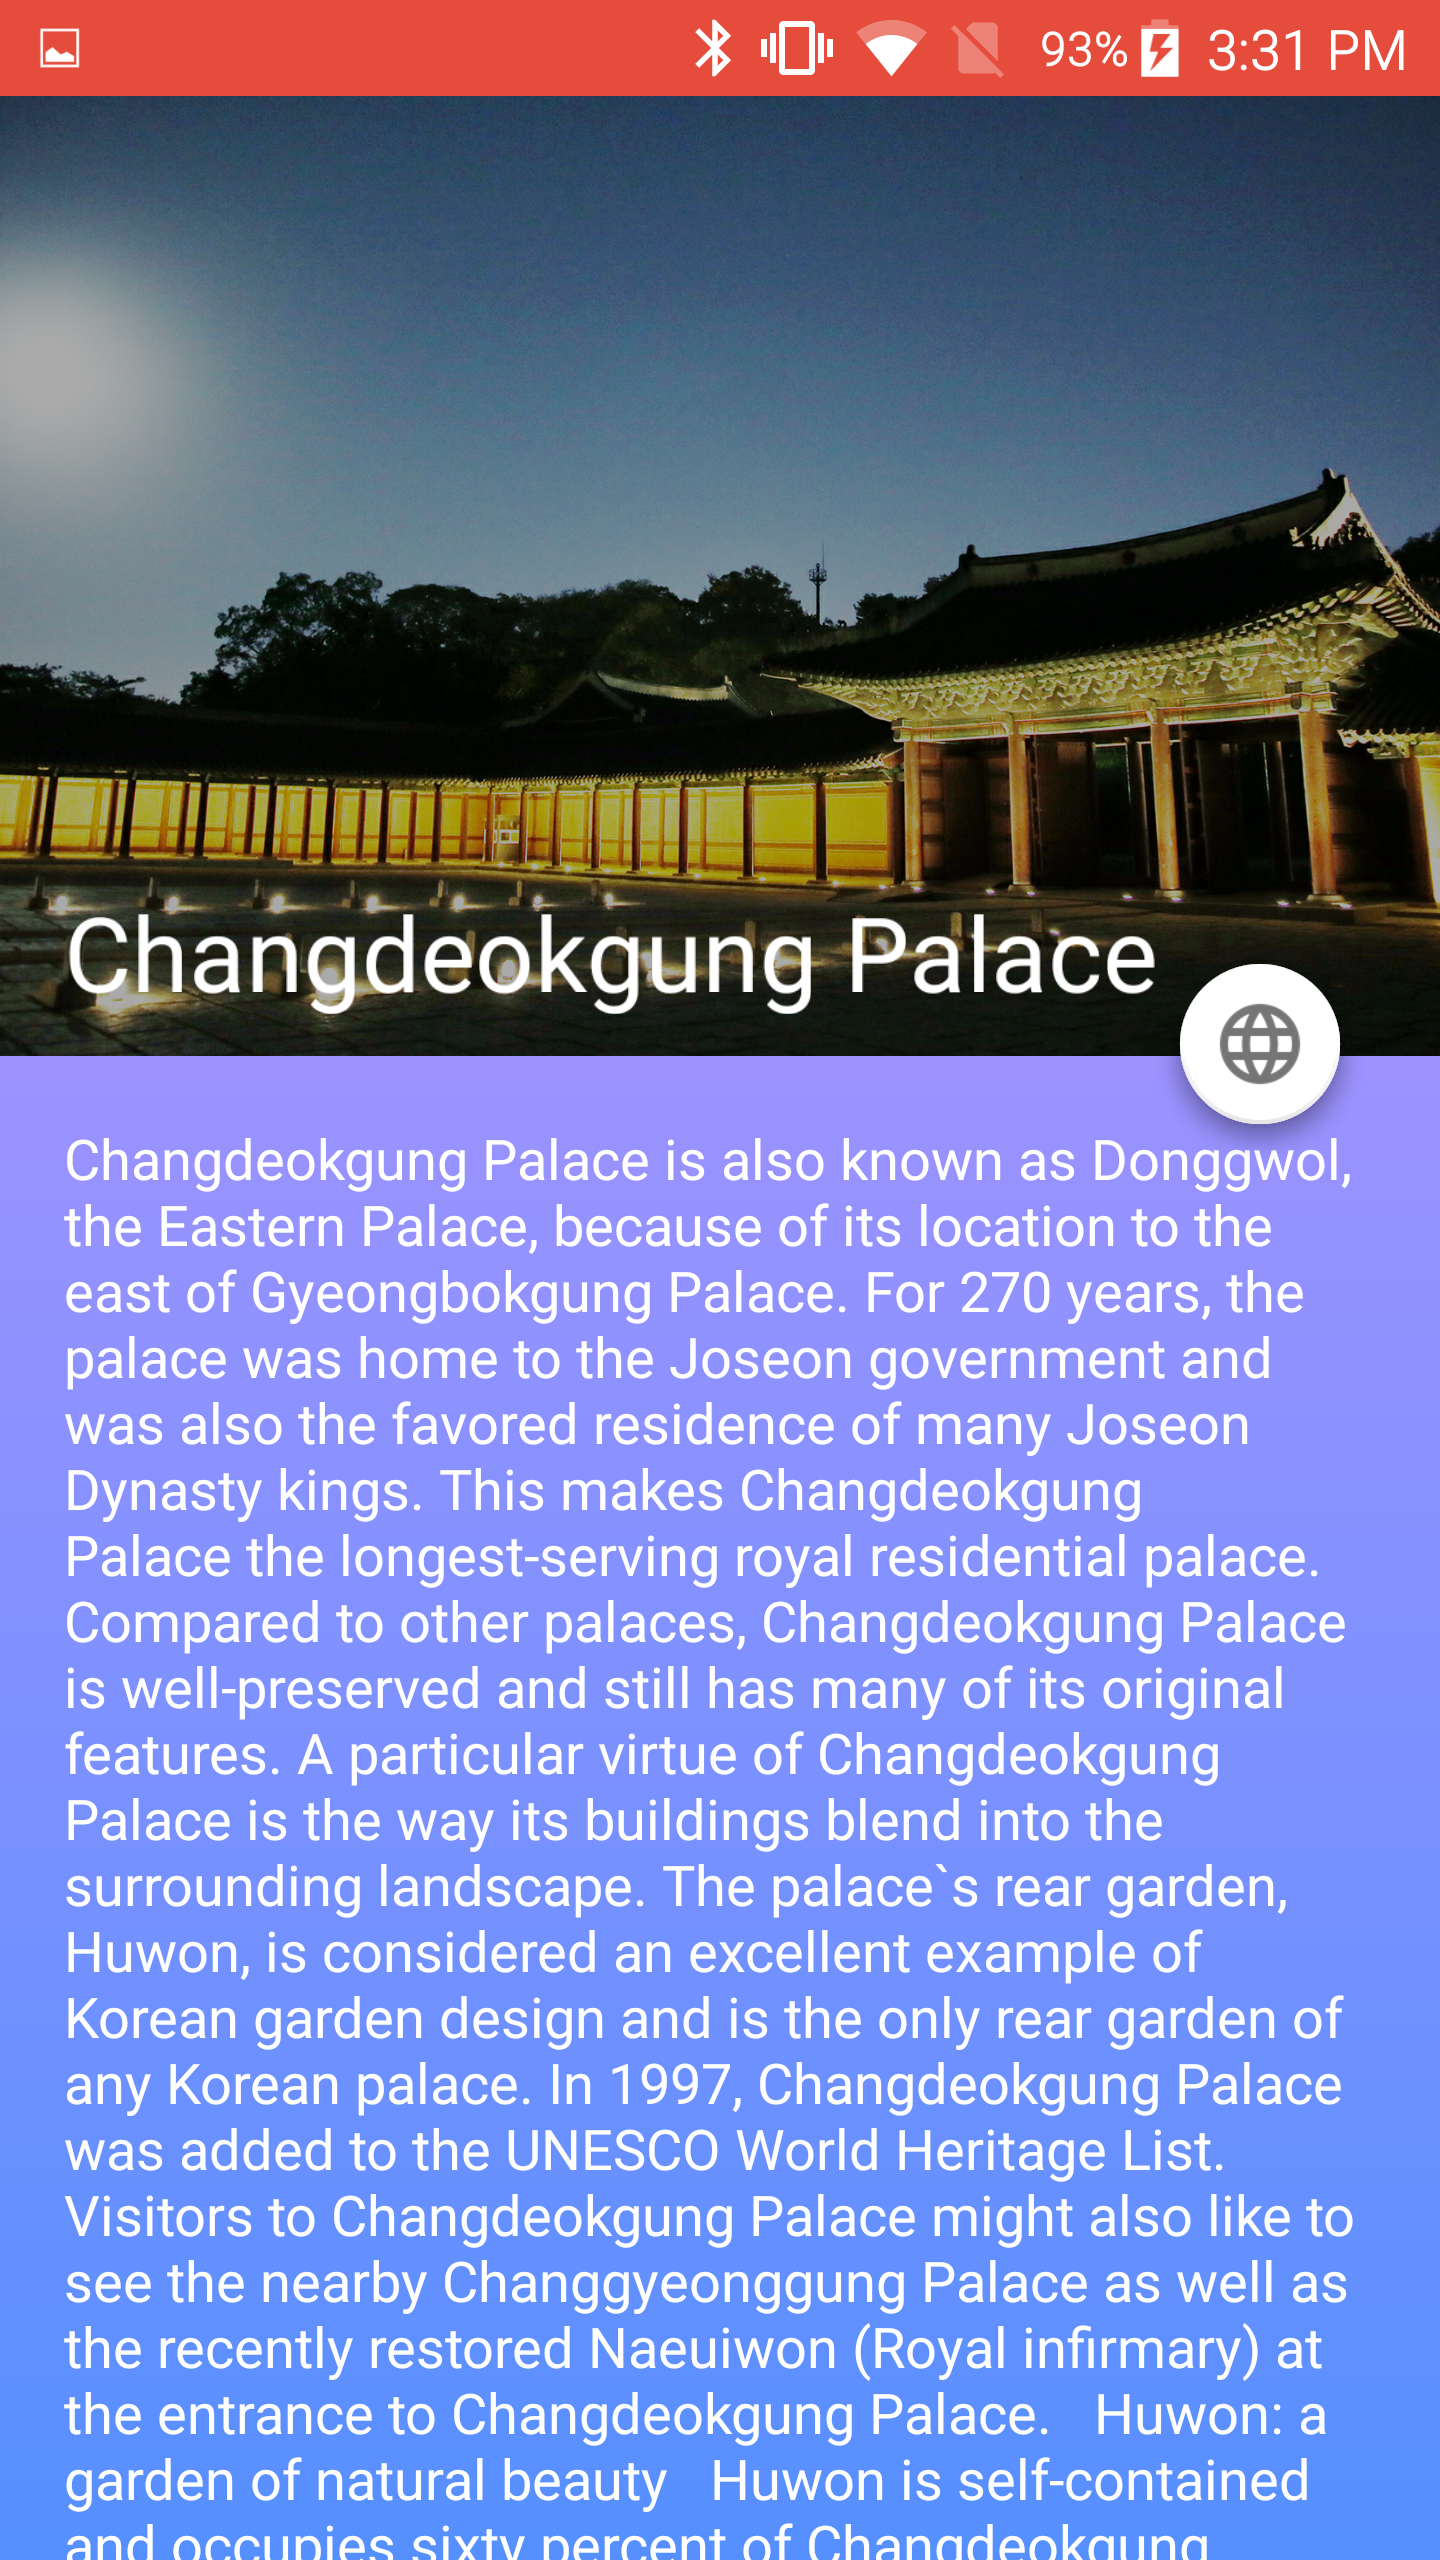 93% 3:31 PM
Changdeokgung Palace
Changdeokgung Palace is also known as Donggwol,
the Eastern Palace, because of its location to the
east of Gyeongbokgung Palace. For 270 years, the
palace was home to the Joseon government and
was also the favored residence of many Joseon
Dynasty kings. This makes Changdeokgung
Palace the longest-serving royal residential palace.
Compared to other palaces, Changdeokgung Palace
is well-preserved and still has many of its original
features. A particular virtue of Changdeokgung
Palace is the way its buildings blend into the
surrounding landscape. The palace`s rear garden,
Huwon, is considered an excellent example of
Korean garden design and is the only rear garden of
any Korean palace. In 1997, Changdeokgung Palace
was added to the UNESCO World Heritage List.
Visitors to Changdeokgung Palace might also like to
see the nearby Changgyeonggung Palace as well as
the recently restored Naeuiwon (Royal infirmary) at
the entrance to Changdeokgung Palace.   Huwon: a
garden of natural beauty   Huwon is self-contained
and occupies sixty percent of Changdeokgung